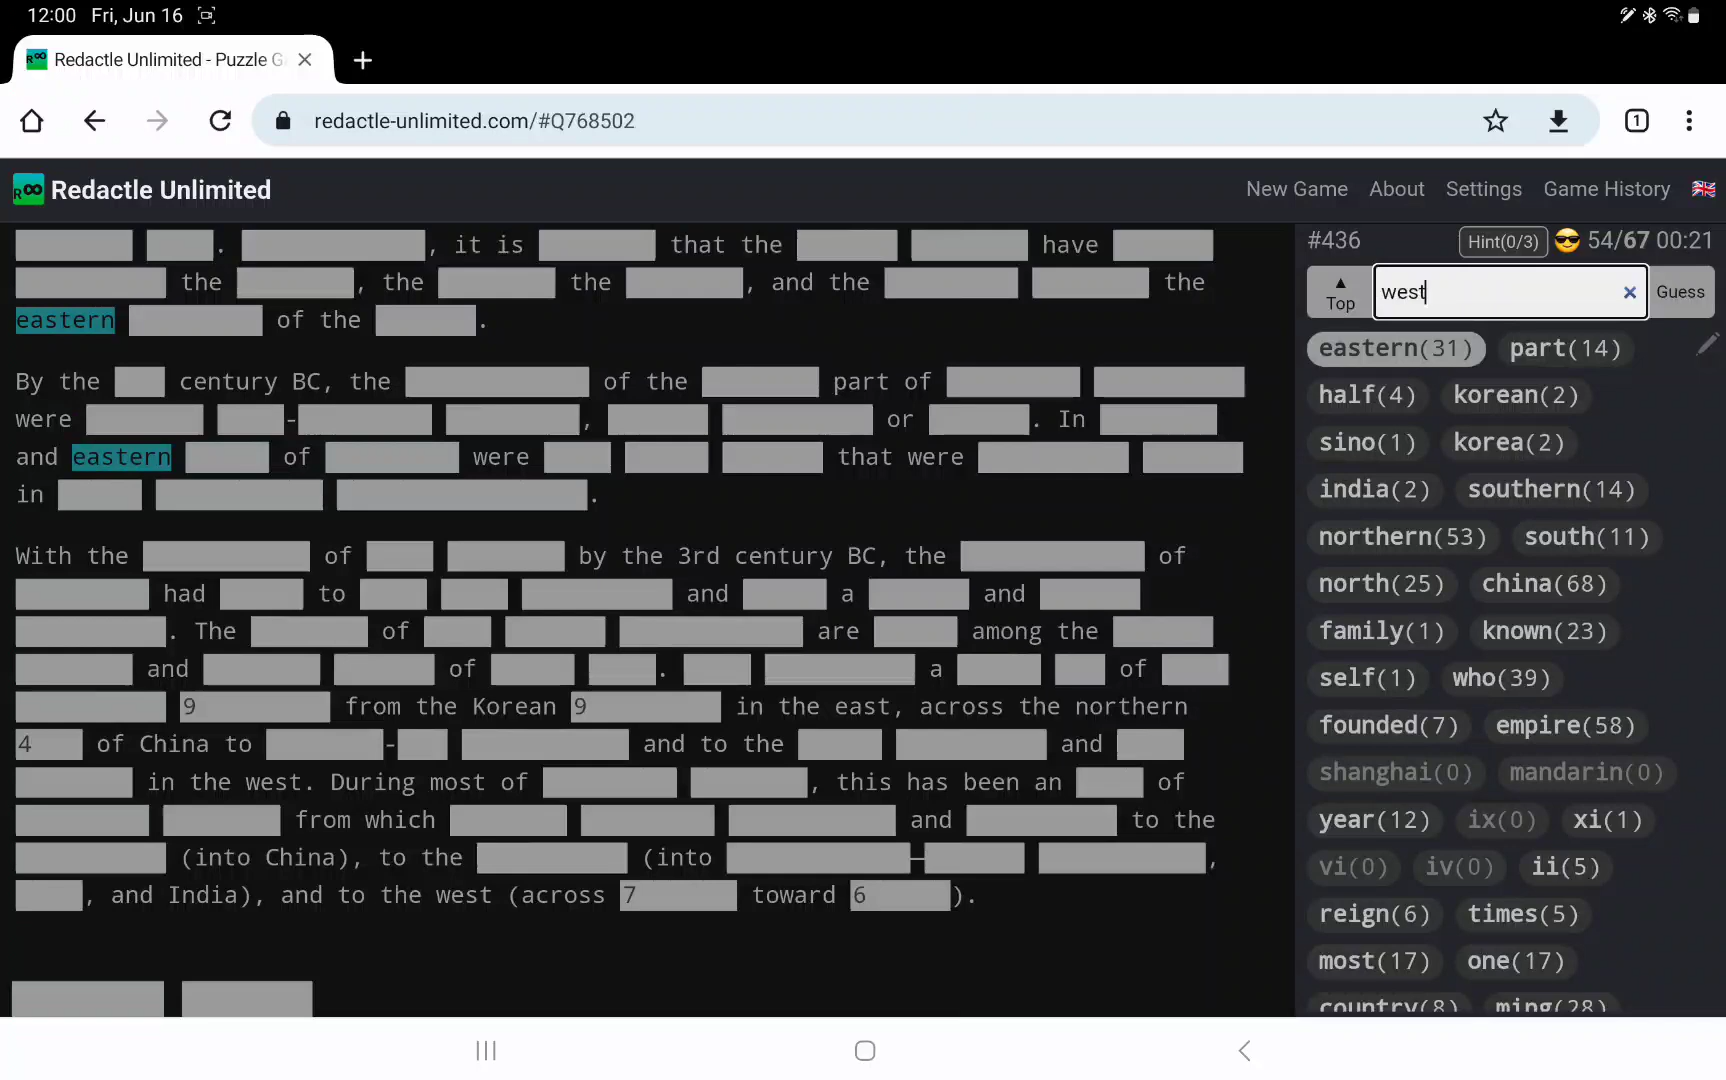 12:00 Fri, Jun 16
Redactle Unlimited - Puzzle G
redactle-unlimited.com/#Q768502
1
R∞ Redactle Unlimited
New Game About Settings Game History
. , it is that the have
the , the the , and the the
eastern of the .
By the century BC, the of the part of
were - , or . In
and eastern of were that were
in .
With the of by the 3rd century BC, the of
had to and a and
. The of are among the
and of . a of
9 from the Korean 9 in the east, across the northern
4 of China to - and to the and
in the west. During most of , this has been an of
from which and to the
(into China), to the (into – ,
, and India), and to the west (across 7 toward 6 ).
#436 Hint(0/3) 54/67 00:21
▲ Top west × Guess
eastern(31) part(14)
half(4) korean(2)
sino(1) korea(2)
india(2) southern(14)
northern(53) south(11)
north(25) china(68)
family(1) known(23)
self(1) who(39)
founded(7) empire(58)
shanghai(0) mandarin(0)
year(12) ix(0) xi(1)
vi(0) iv(0) ii(5)
reign(6) times(5)
most(17) one(17)
country(8) ming(28)